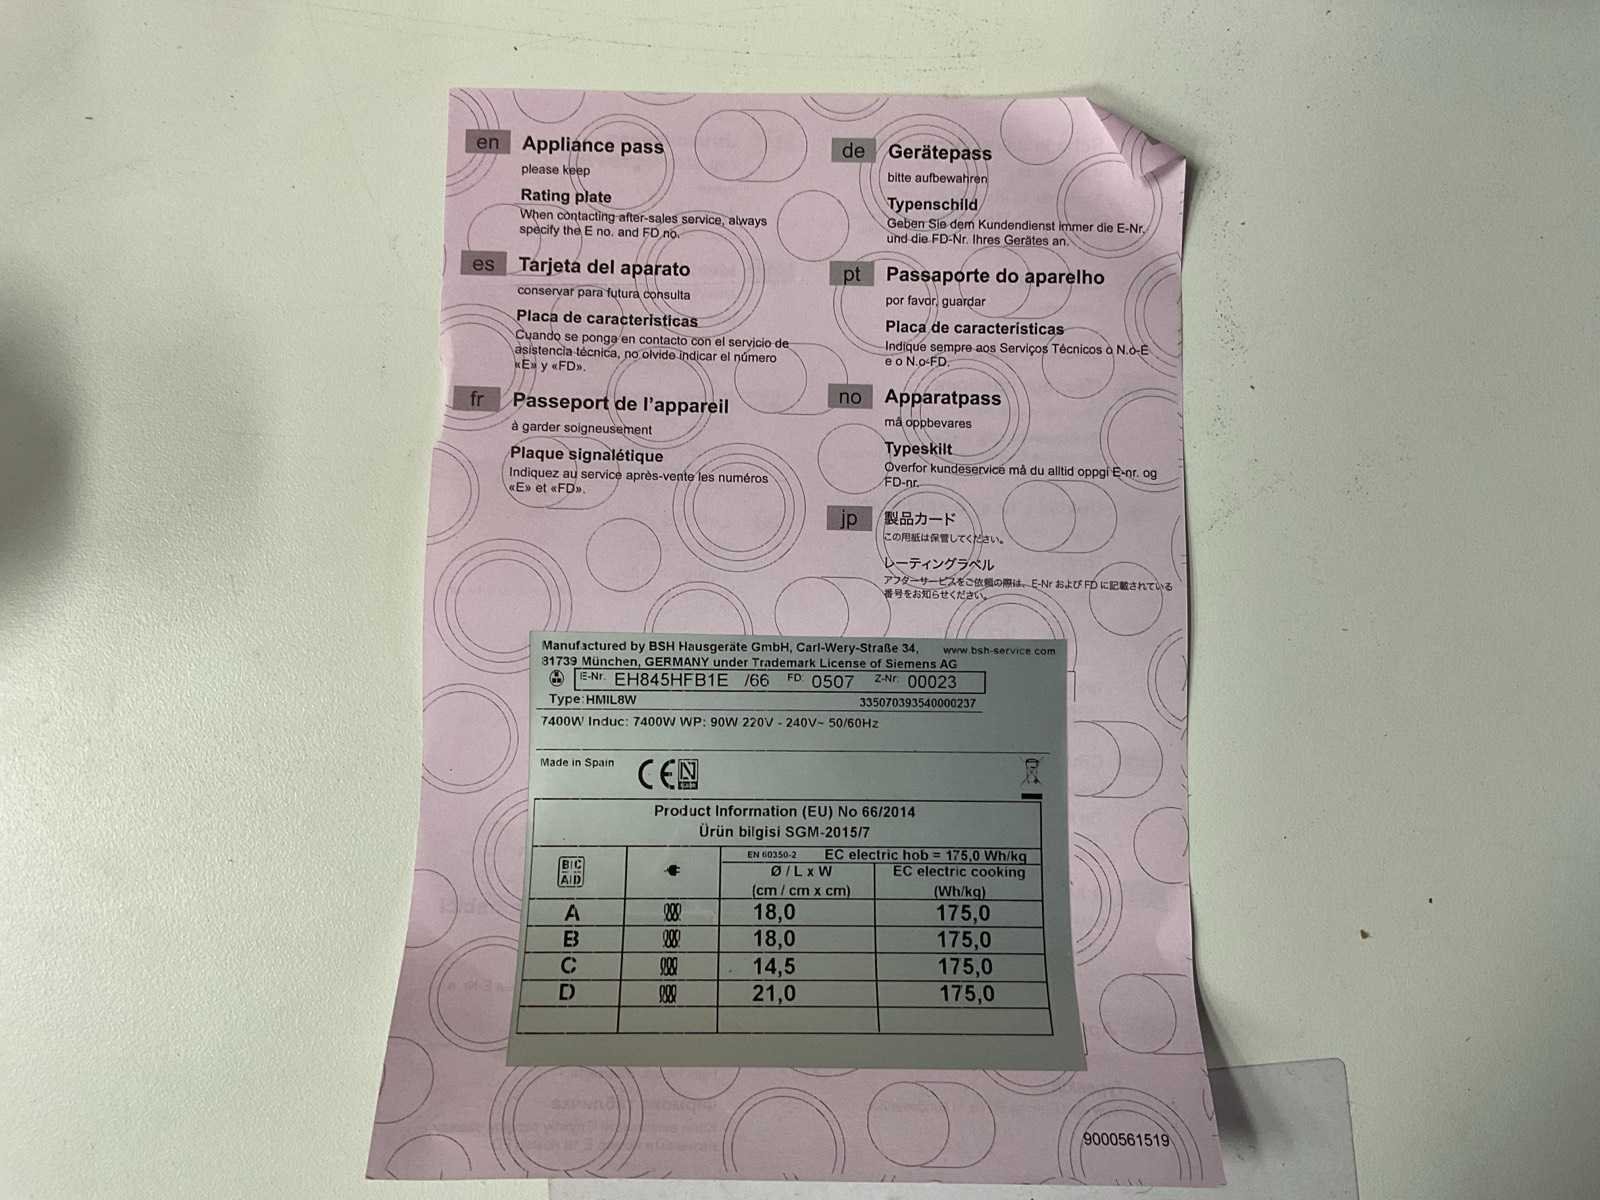 en Appliance pass
please keep
Rating plate
When contacting after-sales service, always
specify the E no. and FD no.
es Tarjeta del aparato
conservar para futura consulta
Placa de características
Cuando se ponga en contacto con el servicio de
asistencia técnica, no olvide indicar el número
«E» y «FD».
fr Passeport de l'appareil
à garder soigneusement
Plaque signalétique
Indiquez au service après-vente les numéros
«E» et «FD».
de Gerätepass
bitte aufbewahren
Typenschild
Geben Sie dem Kundendienst immer die E-Nr.
und die FD-Nr. Ihres Gerätes an.
pt Passaporte do aparelho
por favor, guardar
Placa de características
Indique sempre aos Serviços Técnicos o N.o-E
e o N.o-FD.
no Apparatpass
må oppbevares
Typeskilt
Overfor kundeservice må du alltid oppgi E-nr. og
FD-nr.
jp 製品カード
この用紙は保管してください。
レーティングラベル
アフターサービスをご依頼の際は、E-Nr および FD に記載されている
番号をお知らせください。
Manufactured by BSH Hausgeräte GmbH, Carl-Wery-Straße 34, www.bsh-service.com
81739 München, GERMANY under Trademark License of Siemens AG
E-Nr. EH845HFB1E /66 FD 0507 Z-Nr. 00023
Type: HMIL8W 335070393540000237
7400W Induc: 7400W WP: 90W 220V - 240V~ 50/60Hz
Made in Spain CE N
Product Information (EU) No 66/2014
Ürün bilgisi SGM-2015/7
EN 60350-2 EC electric hob = 175,0 Wh/kg
B C
A D
Ø / L x W EC electric cooking
(cm / cm x cm) (Wh/kg)
A 18,0 175,0
B 18,0 175,0
C 14,5 175,0
D 21,0 175,0
9000561519